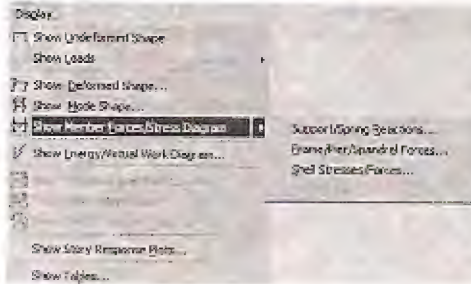 Display
Show Undeformed Shape
Show Loads
Show Deformed Shape...
Show Mode Shape...
Show Member Forces/Stress Diagram
Support/Spring Reactions...
Frame/Pier/Spandrel Forces...
Shell Stresses/Forces...
Show Energy/Virtual Work Diagram...
Show Story Response Plots...
Show Tables...